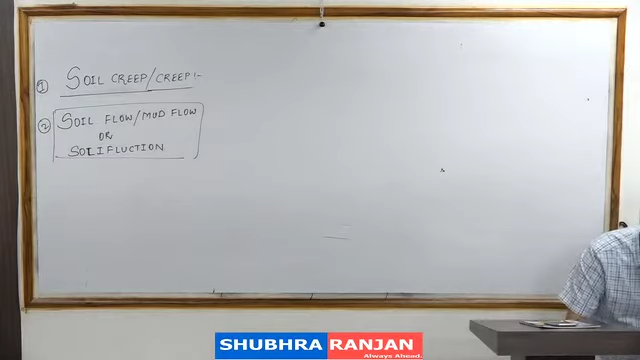 ① SOIL CREEP/CREEP:-
② SOIL FLOW/MUD FLOW
OR
SOLIFLUCTION
SHUBHRA RANJAN
Always Ahead.